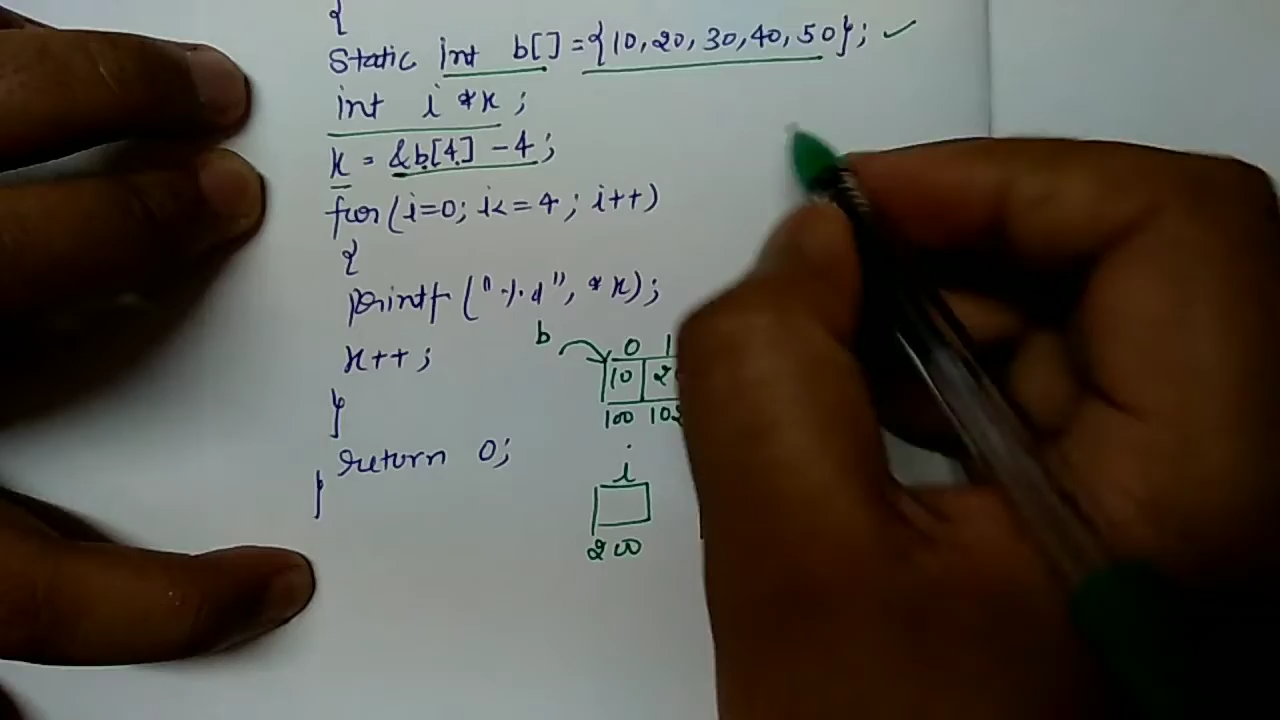 {
Static int b[] = {10, 20, 30, 40, 50};
int i *x;
x = &b[4] - 4;
for(i=0; i<=4; i++)
{
printf("%d", *x);
x++;
}
return 0;
}
b
0 1
10
100
i
200